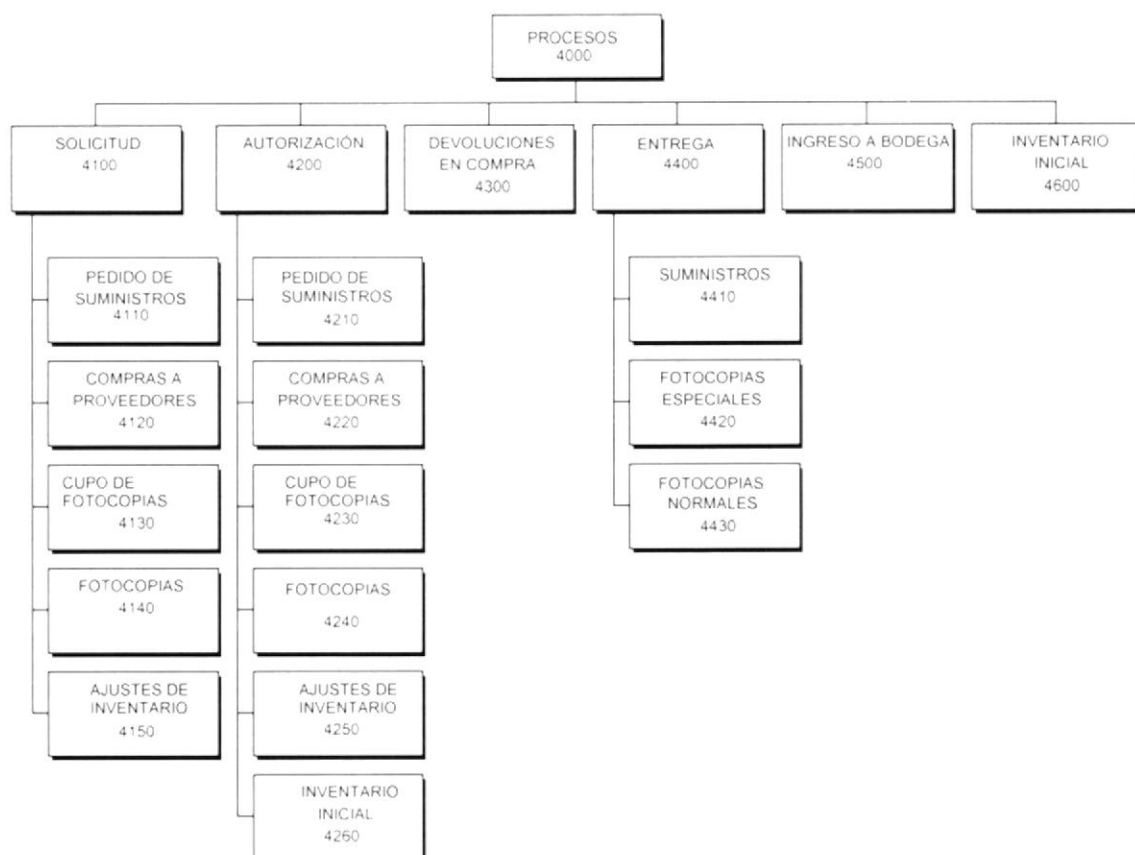 PROCESOS
4000
SOLICITUD
4100
AUTORIZACIÓN
4200
DEVOLUCIONES
EN COMPRA
4300
ENTREGA
4400
INGRESO A BODEGA
4500
INVENTARIO
INICIAL
4600
PEDIDO DE
SUMINISTROS
4110
COMPRAS A
PROVEEDORES
4120
CUPO DE
FOTOCOPIAS
4130
FOTOCOPIAS
4140
AJUSTES DE
INVENTARIO
4150
PEDIDO DE
SUMINISTROS
4210
COMPRAS A
PROVEEDORES
4220
CUPO DE
FOTOCOPIAS
4230
FOTOCOPIAS
4240
AJUSTES DE
INVENTARIO
4250
INVENTARIO
INICIAL
4260
SUMINISTROS
4410
FOTOCOPIAS
ESPECIALES
4420
FOTOCOPIAS
NORMALES
4430